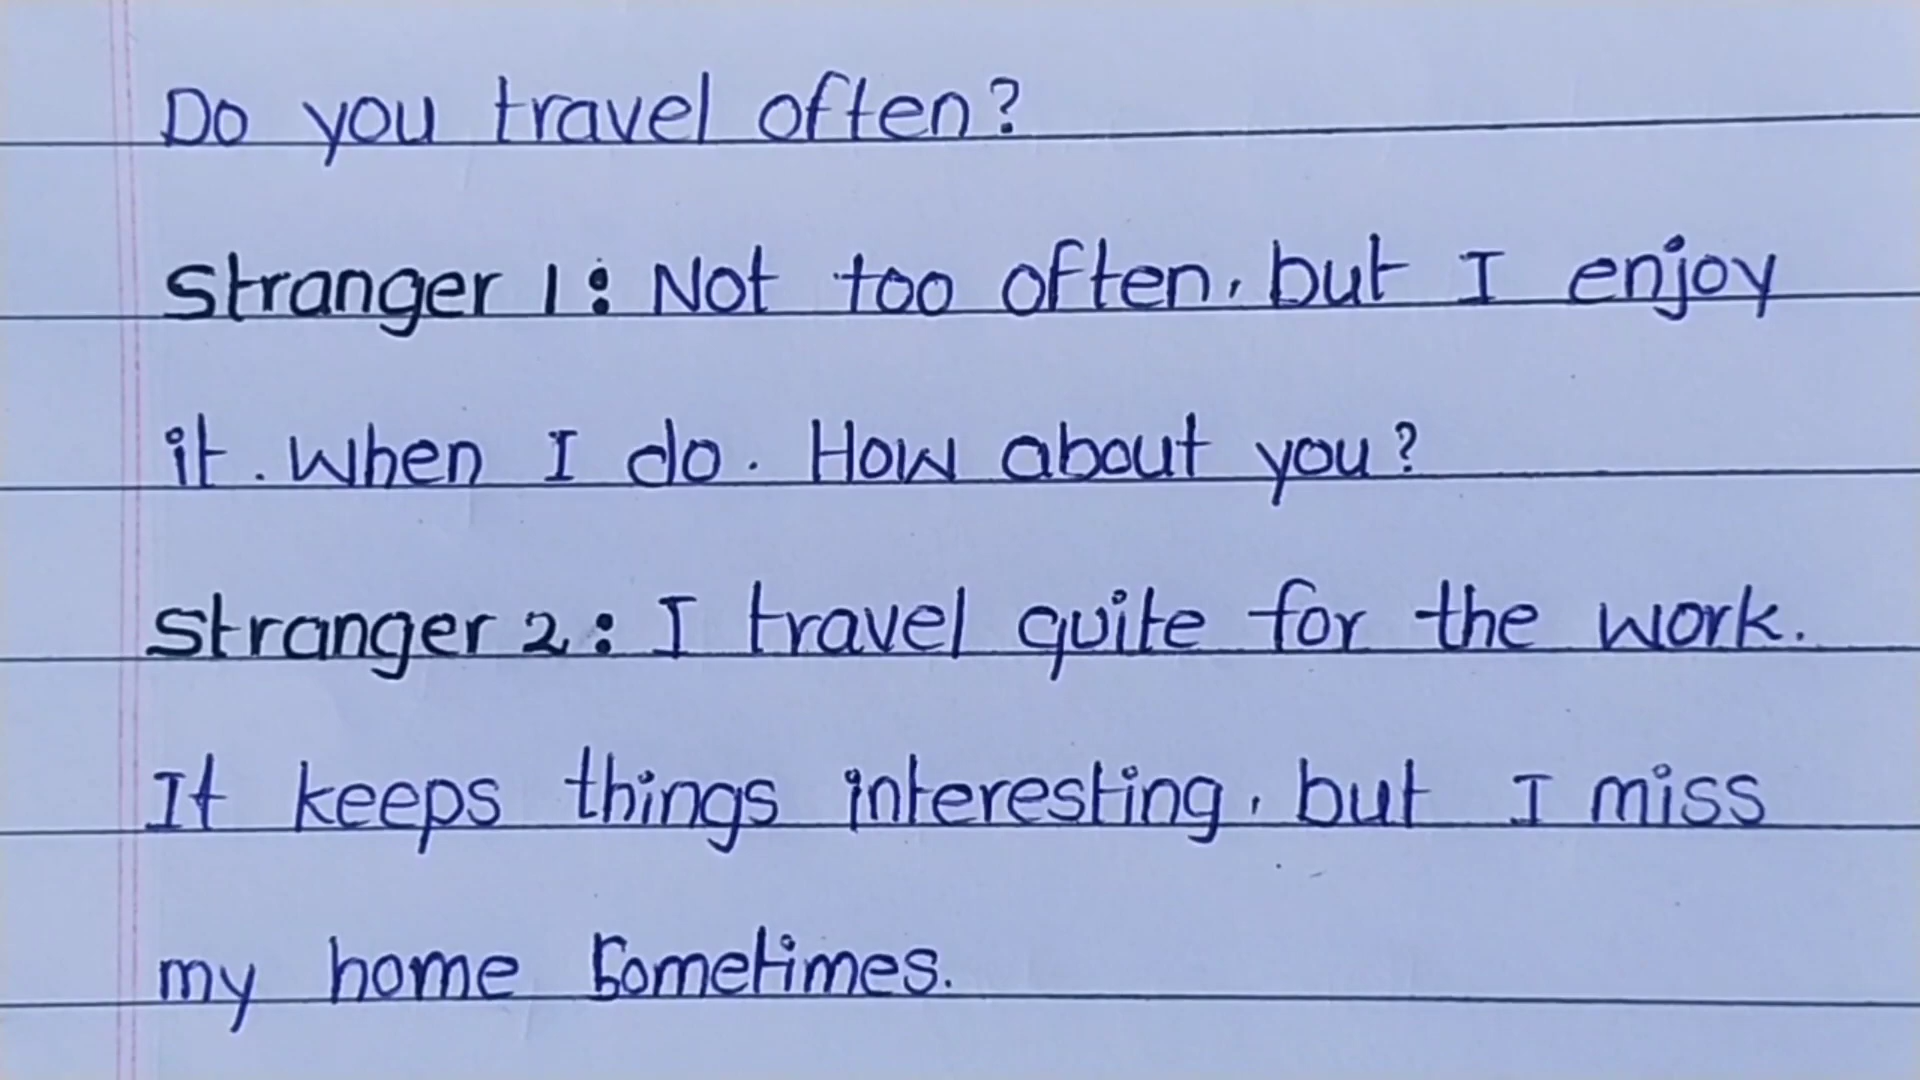 Do you travel often?
Stranger 1: Not too often, but I enjoy
it. When I do. How about you?
Stranger 2: I travel quite for the work.
It keeps things interesting, but I miss
my home Sometimes.